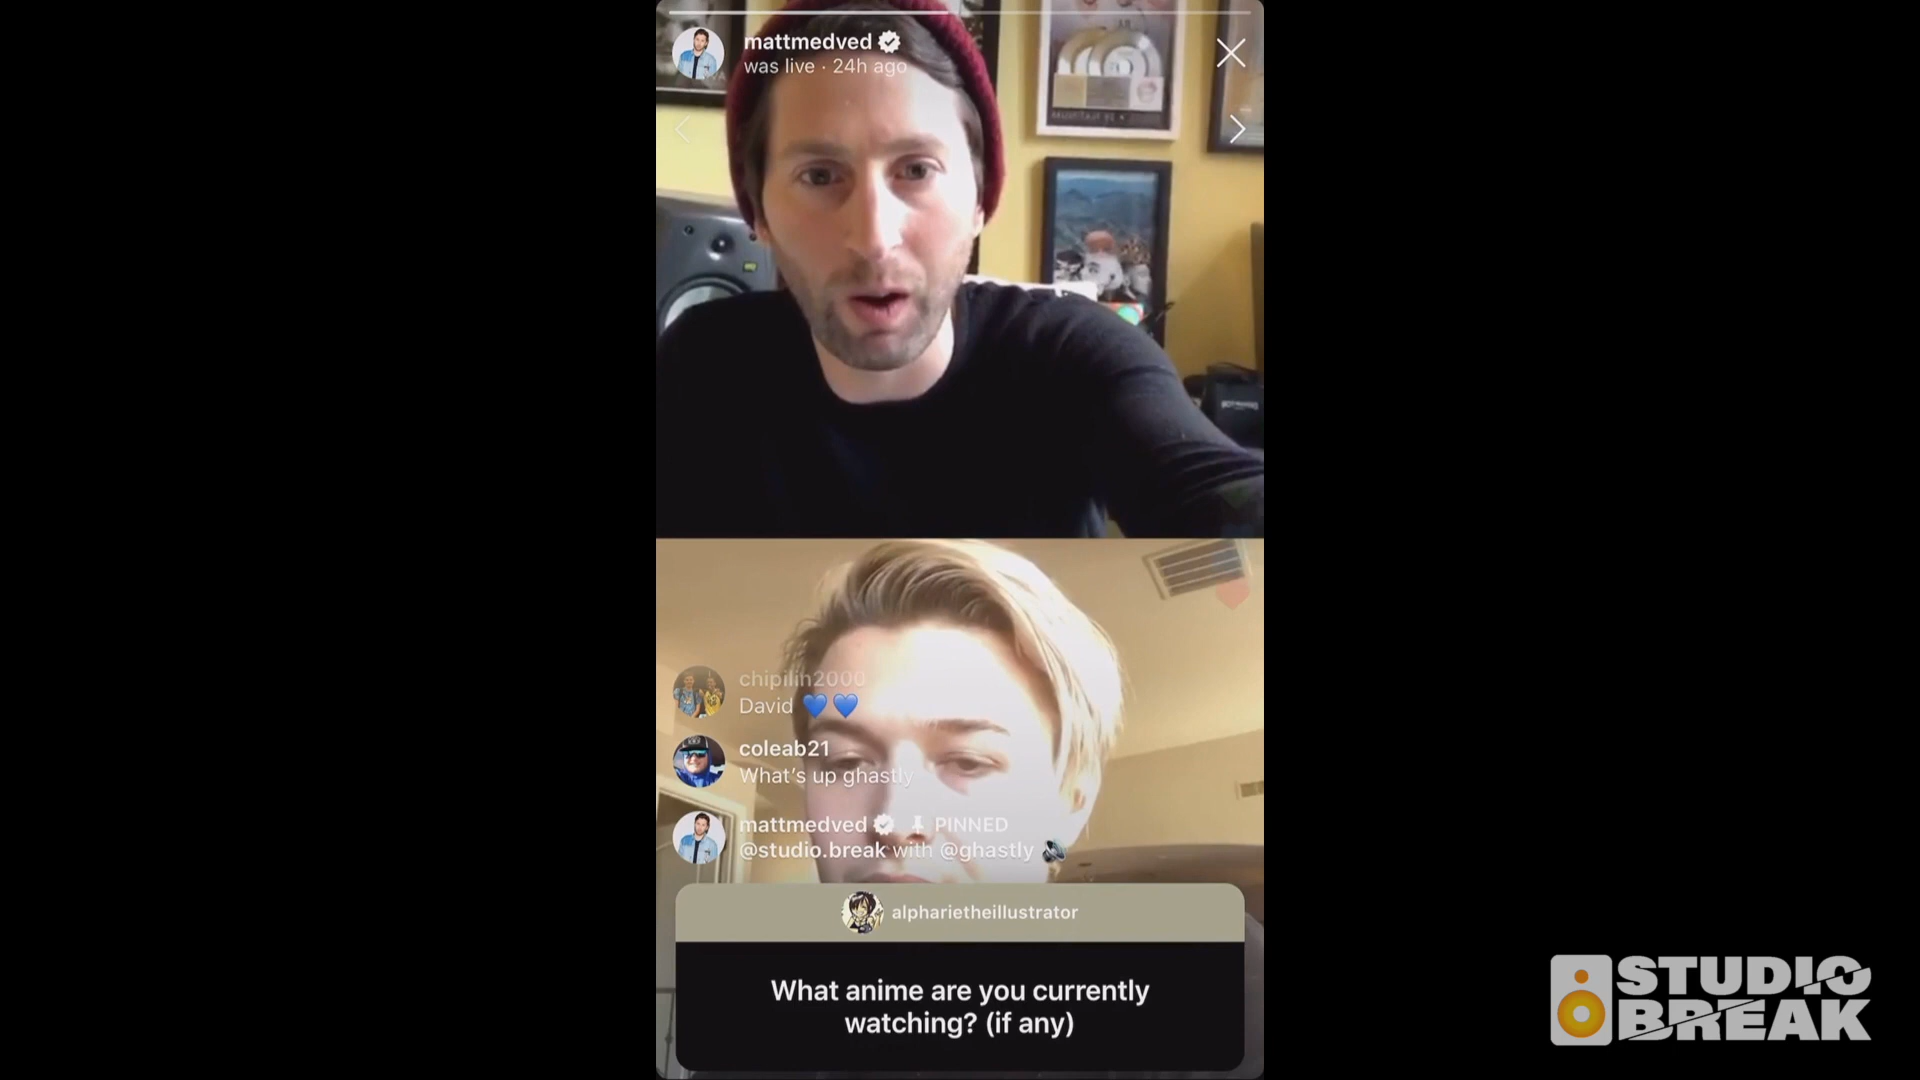 mattmedved
was live · 24h ago
chipilin2000
David 💙💙
coleab21
What's up ghastly
mattmedved PINNED
@studio.break with @ghastly 🔊
alpharietheillustrator
What anime are you currently
watching? (if any)
STUDIO
BREAK